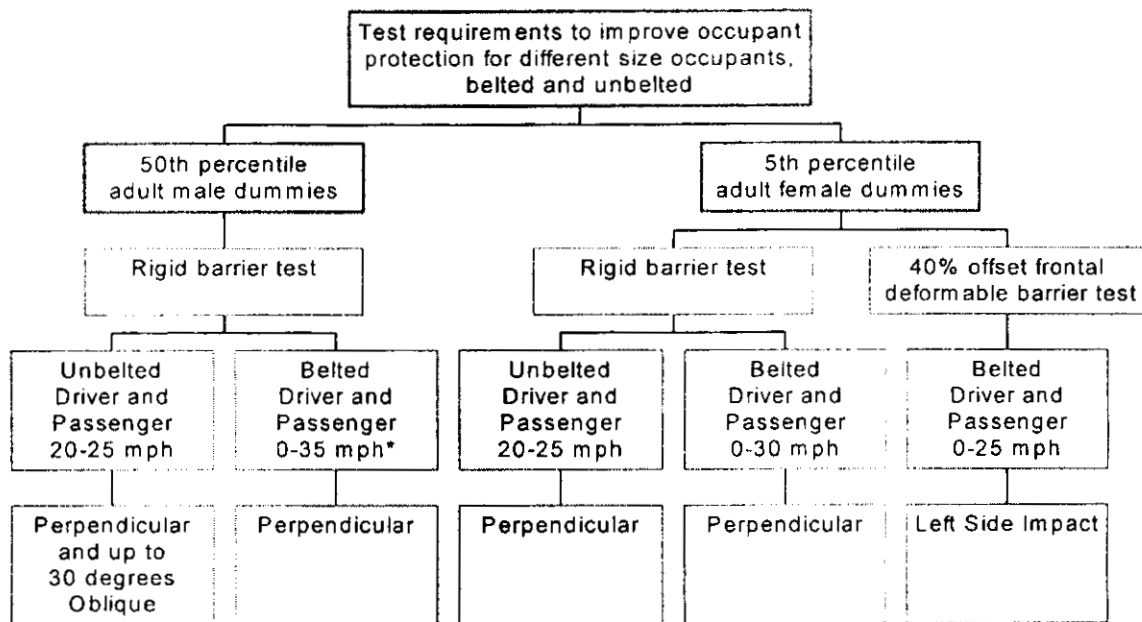 Test requirements to improve occupant
protection for different size occupants,
belted and unbelted
50th percentile
adult male dummies
5th percentile
adult female dummies
Rigid barrier test
Rigid barrier test
40% offset frontal
deformable barrier test
Unbelted
Driver and
Passenger
20-25 mph
Belted
Driver and
Passenger
0-35 mph*
Unbelted
Driver and
Passenger
20-25 mph
Belted
Driver and
Passenger
0-30 mph
Belted
Driver and
Passenger
0-25 mph
Perpendicular
and up to
30 degrees
Oblique
Perpendicular
Perpendicular
Perpendicular
Left Side Impact